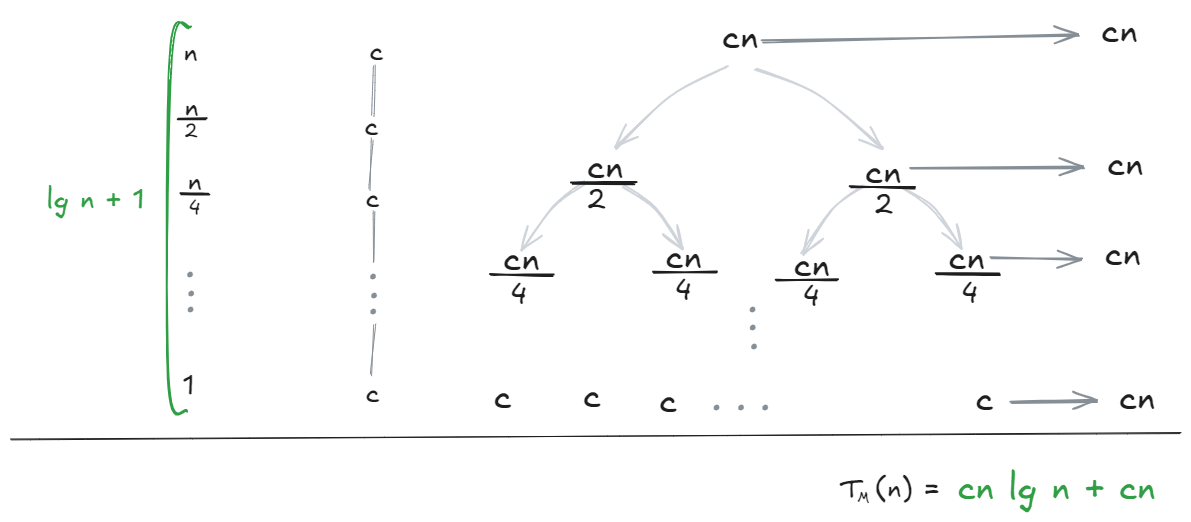 n c cn cn
n/2 c cn/2 cn/2 cn
lg n + 1 n/4 c cn/4 cn/4 cn/4 cn/4 cn
⋮ ⋮ ⋮
1 c c c c ... c cn
T_M(n) = cn lg n + cn